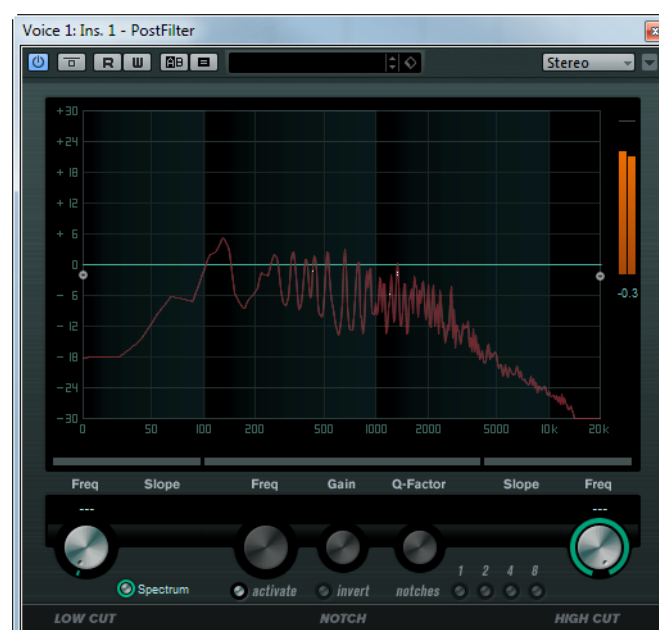 Voice 1: Ins. 1 - PostFilter
R W AB Stereo
+30
+24
+18
+12
+ 6
0
- 6
- 12
- 18
-24
-30
-0.3
0 50 100 200 500 1000 2000 5000 10k 20k
Freq Slope Freq Gain Q-Factor Slope Freq
--- ---
1 2 4 8
Spectrum activate invert notches
LOW CUT NOTCH HIGH CUT